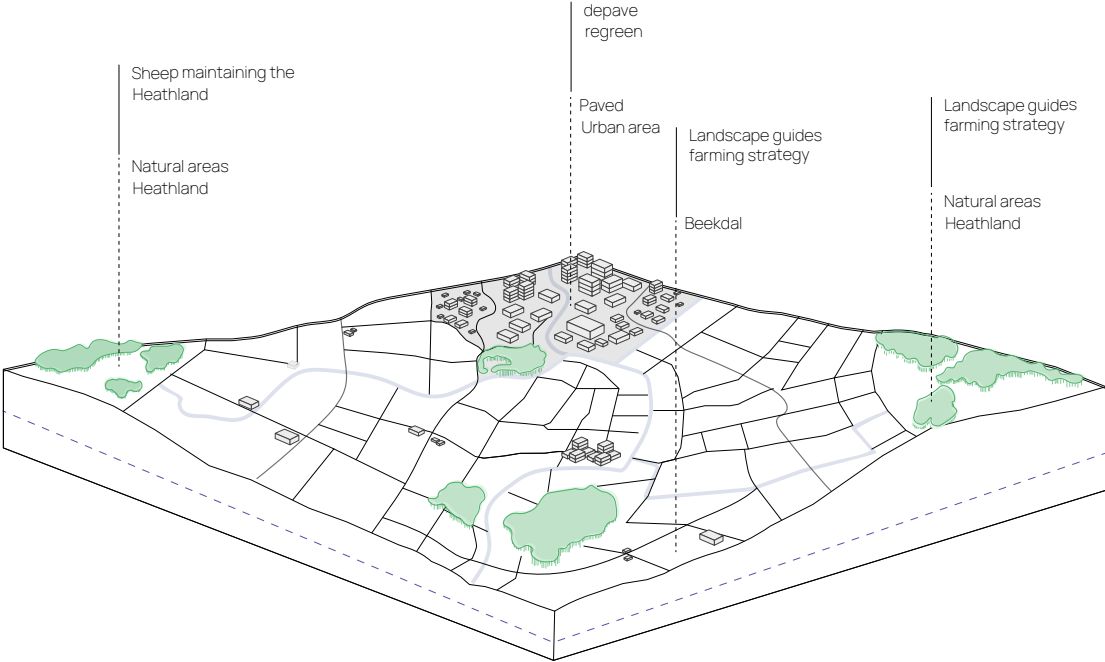 depave
regreen
Sheep maintaining the
Heathland
Paved
Urban area
Landscape guides
farming strategy
Landscape guides
farming strategy
Natural areas
Heathland
Natural areas
Heathland
Beekdal